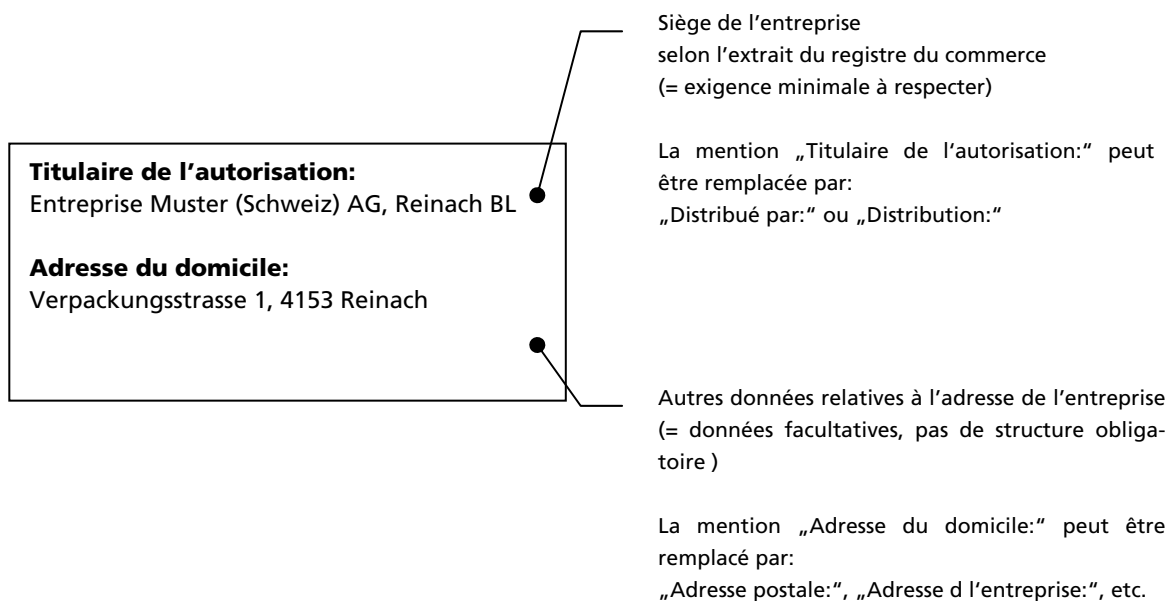 Siège de l'entreprise
selon l'extrait du registre du commerce
(= exigence minimale à respecter)
La mention „Titulaire de l'autorisation:“ peut
être remplacée par:
„Distribué par:“ ou „Distribution:“
Titulaire de l'autorisation:
Entreprise Muster (Schweiz) AG, Reinach BL
Adresse du domicile:
Verpackungsstrasse 1, 4153 Reinach
Autres données relatives à l'adresse de l'entreprise
(= données facultatives, pas de structure obliga-
toire )
La mention „Adresse du domicile:“ peut être
remplacé par:
„Adresse postale:“, „Adresse d l'entreprise:“, etc.